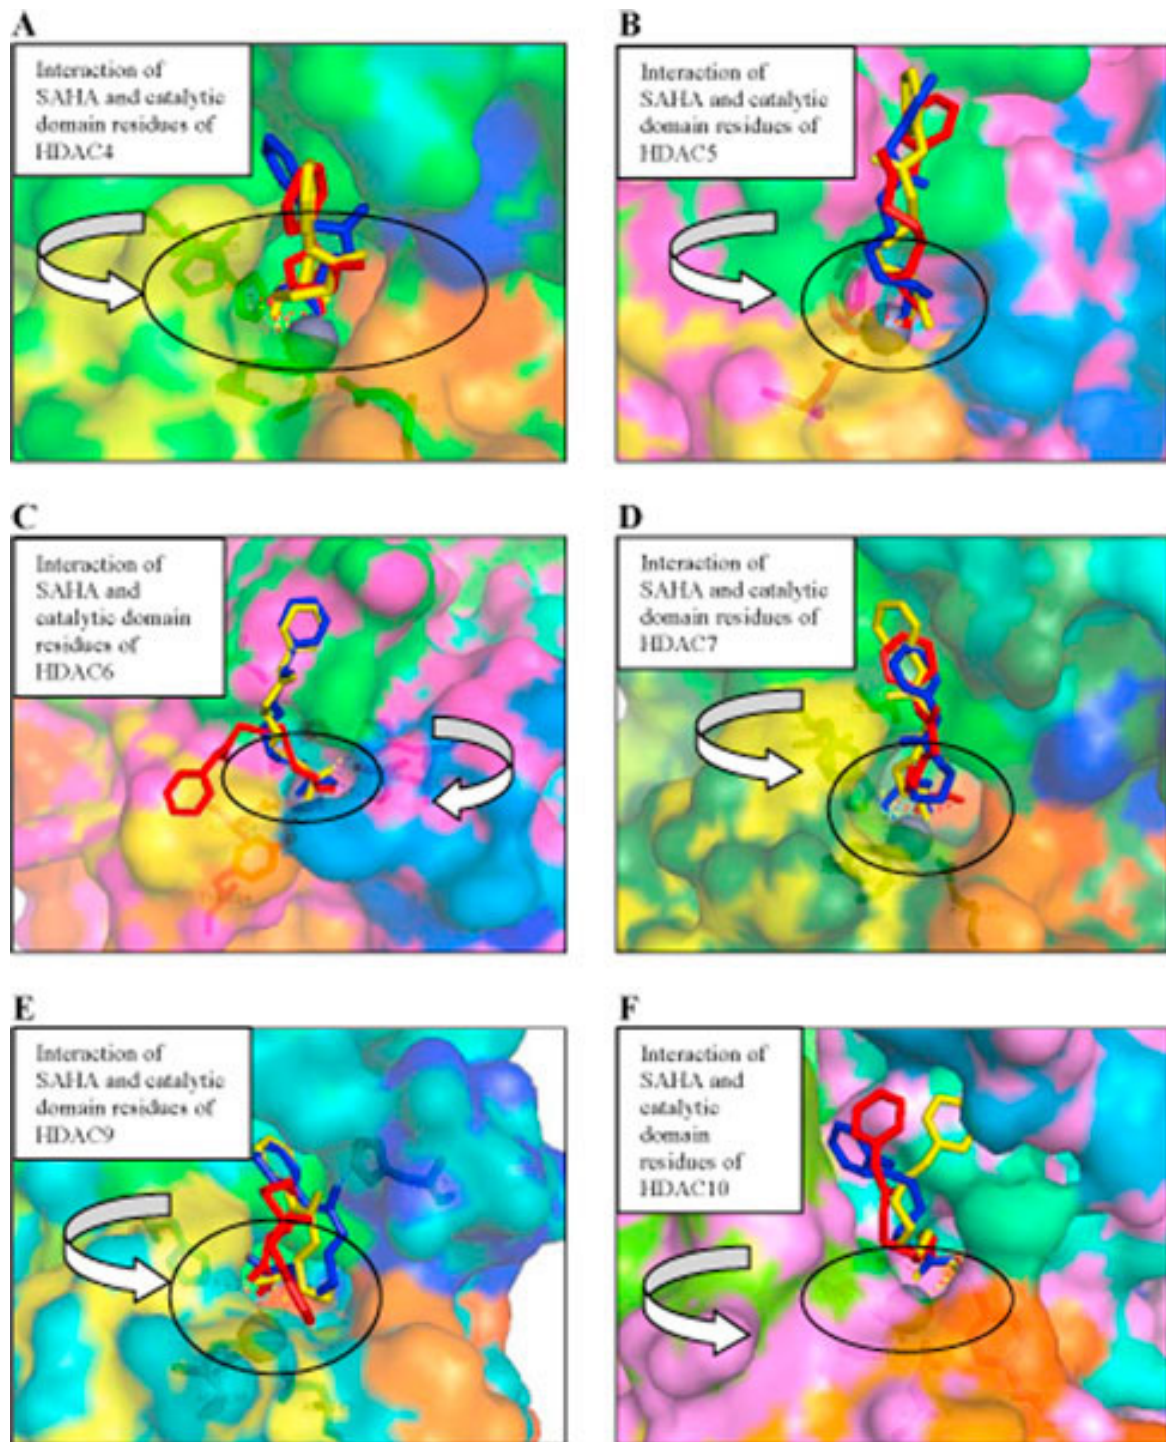 A
Interaction of
SAHA and catalytic
domain residues of
HDAC4
B
Interaction of
SAHA and catalytic
domain residues of
HDAC5
C
Interaction of
SAHA and
catalytic domain
residues of
HDAC6
D
Interaction of
SAHA and catalytic
domain residues of
HDAC7
E
Interaction of
SAHA and catalytic
domain residues of
HDAC9
F
Interaction of
SAHA and
catalytic
domain
residues of
HDAC10